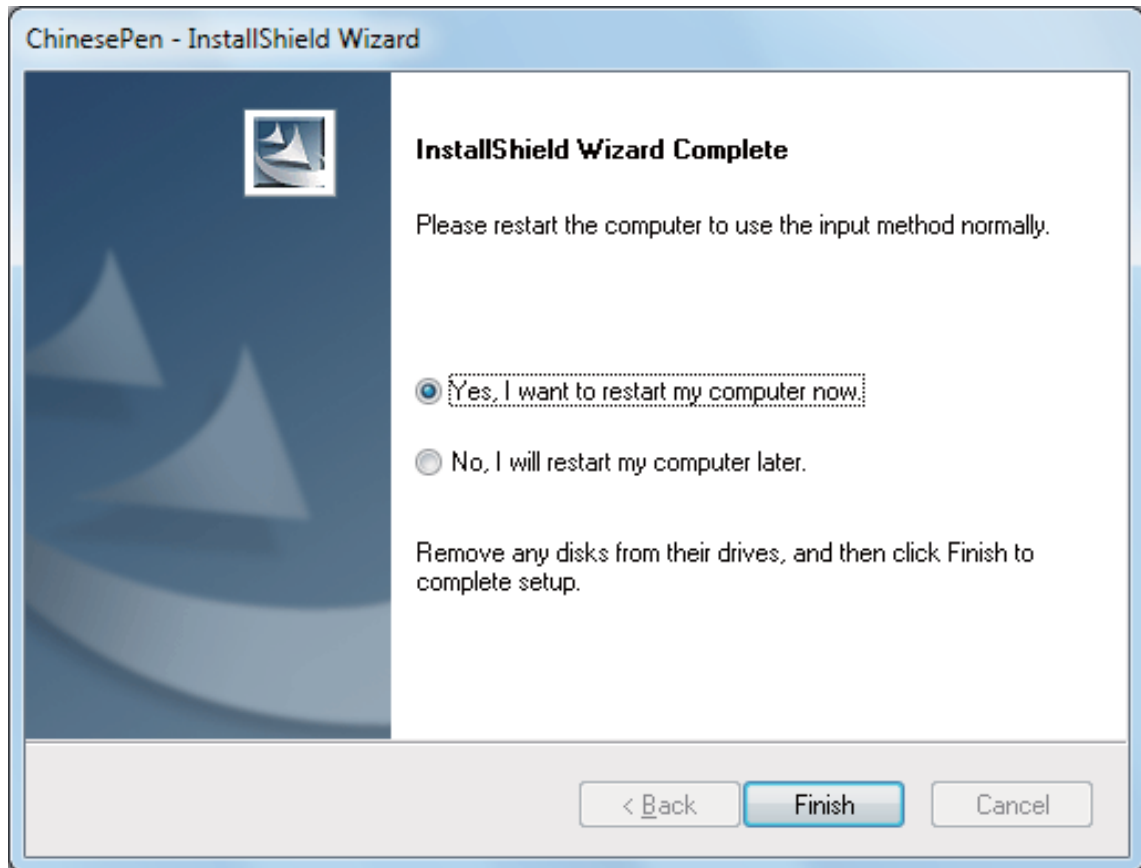 ChinesePen - InstallShield Wizard
InstallShield Wizard Complete
Please restart the computer to use the input method normally.
Yes, I want to restart my computer now.
No, I will restart my computer later.
Remove any disks from their drives, and then click Finish to
complete setup.
< Back Finish Cancel